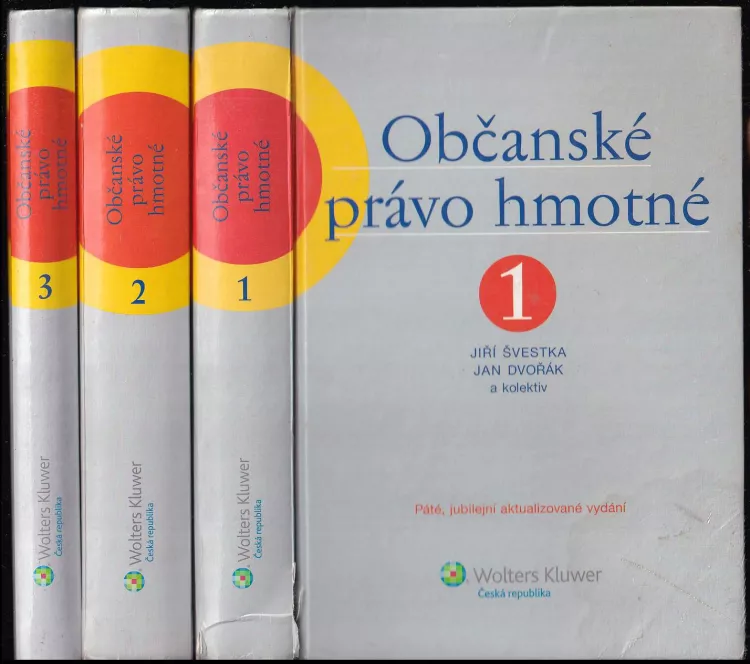 Občanské
právo
hmotné
3
Wolters Kluwer
Česká republika
Občanské
právo
hmotné
2
Wolters Kluwer
Česká republika
Občanské
právo
hmotné
1
Wolters Kluwer
Česká republika
Občanské
právo hmotné
1
JIŘÍ ŠVESTKA
JAN DVOŘÁK
a kolektiv
Páté, jubilejní aktualizované vydání
Wolters Kluwer
Česká republika